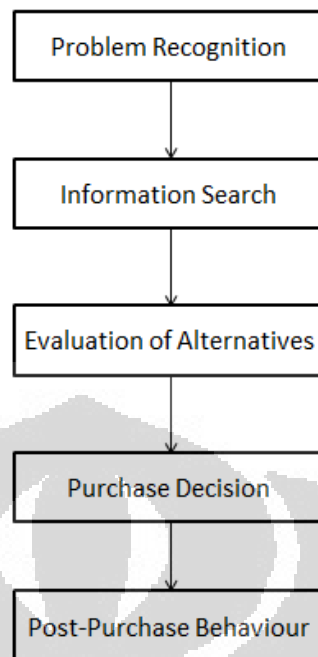 Problem Recognition
Information Search
Evaluation of Alternatives
Purchase Decision
Post-Purchase Behaviour